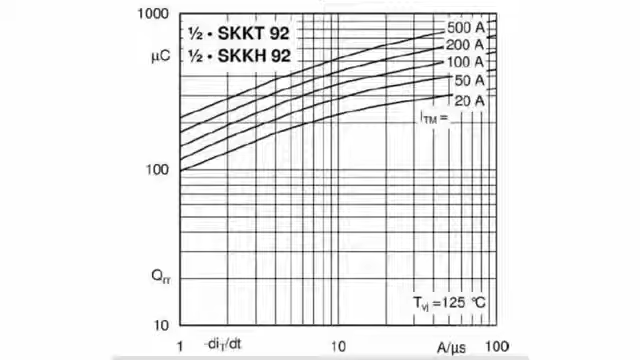 1000
½ · SKKT 92
500 A
µC
½ · SKKH 92
200 A
100 A
50 A
20 A
I_TM =
100
Q_rr
T_vj =125 °C
10
1
-di_T/dt
10
A/µs
100